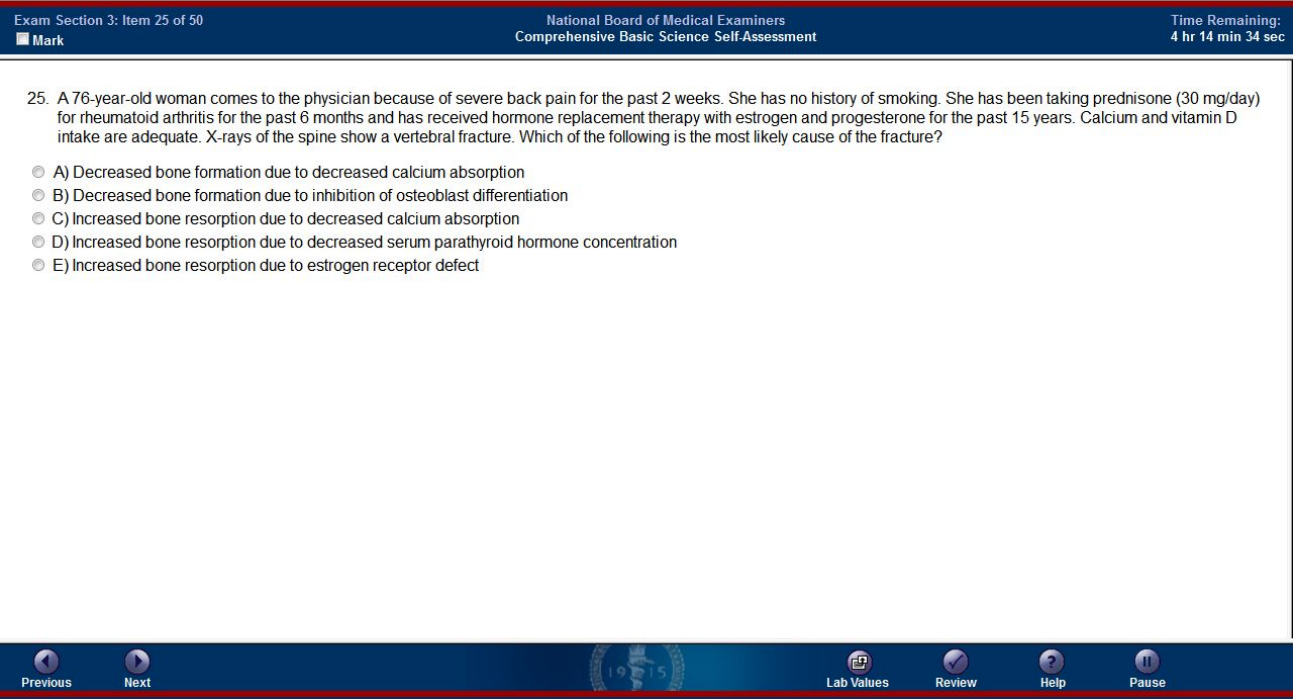 Exam Section 3: Item 25 of 50
National Board of Medical Examiners
Time Remaining:
Mark
Comprehensive Basic Science Self-Assessment
4 hr 14 min 34 sec
25. A 76-year-old woman comes to the physician because of severe back pain for the past 2 weeks. She has no history of smoking. She has been taking prednisone (30 mg/day)
for rheumatoid arthritis for the past 6 months and has received hormone replacement therapy with estrogen and progesterone for the past 15 years. Calcium and vitamin D
intake are adequate. X-rays of the spine show a vertebral fracture. Which of the following is the most likely cause of the fracture?
A) Decreased bone formation due to decreased calcium absorption
B) Decreased bone formation due to inhibition of osteoblast differentiation
C) Increased bone resorption due to decreased calcium absorption
D) Increased bone resorption due to decreased serum parathyroid hormone concentration
E) Increased bone resorption due to estrogen receptor defect
1915
Previous
Next
Lab Values
Review
Help
Pause